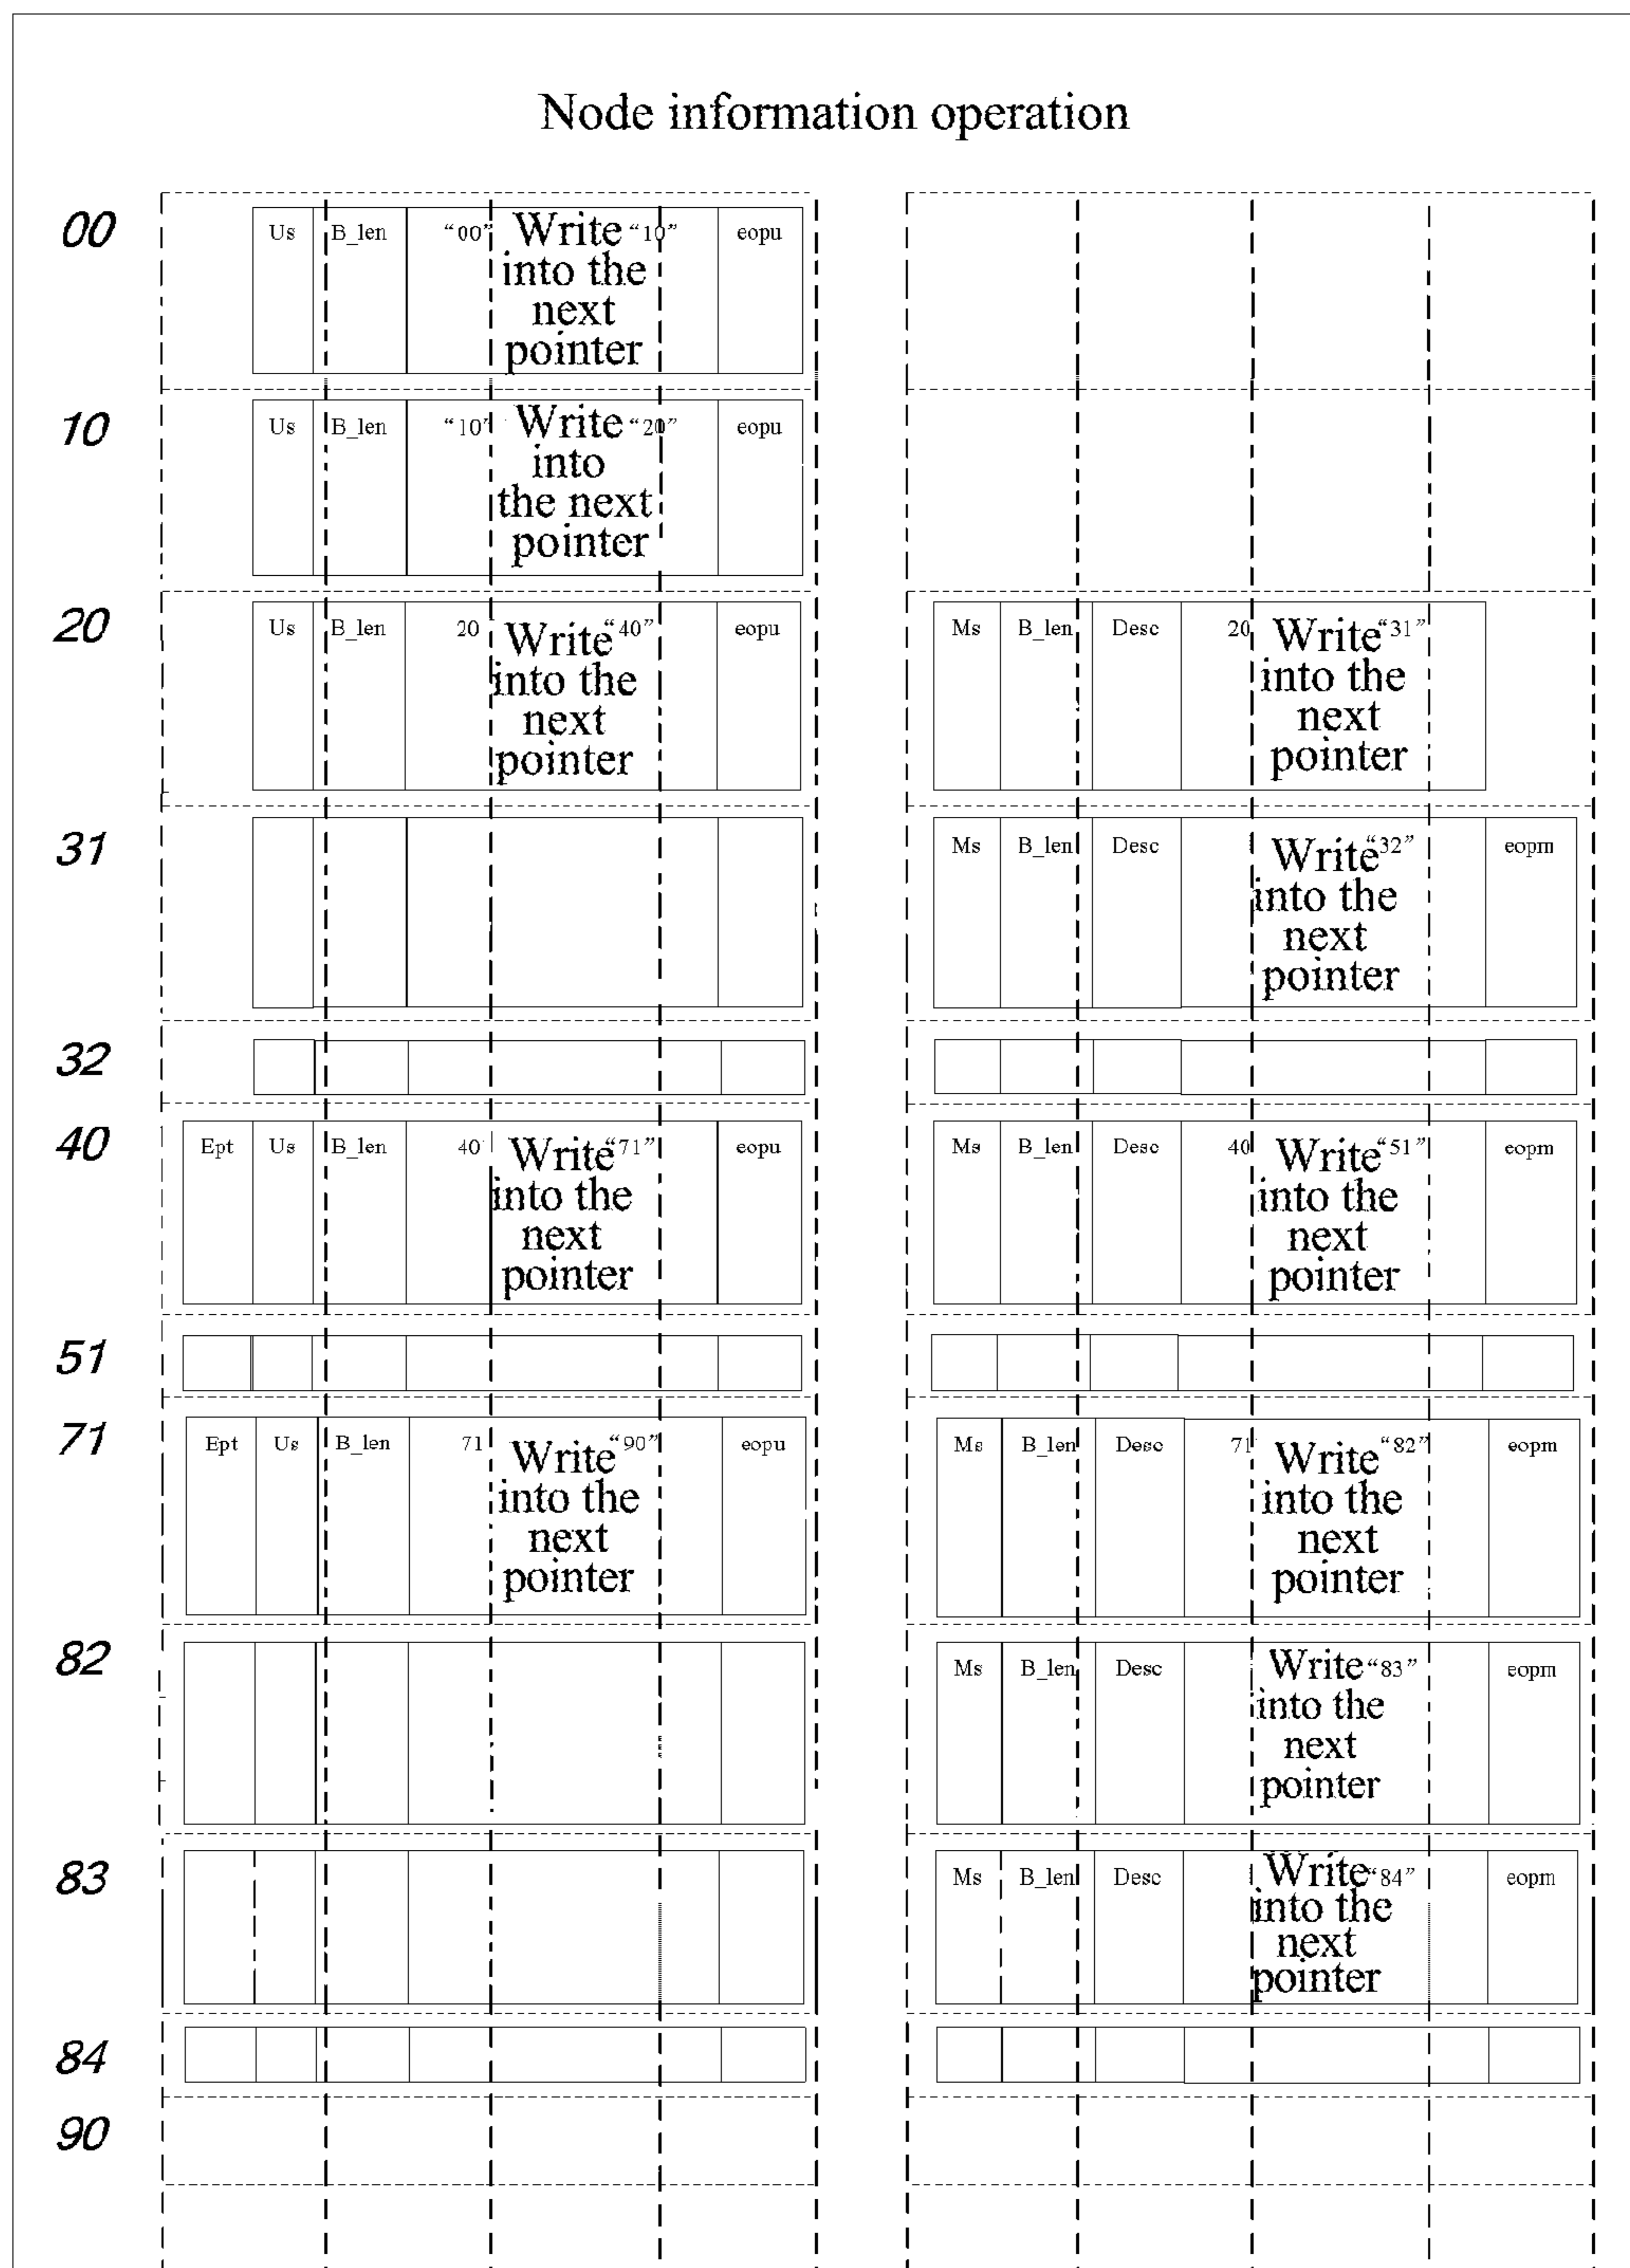 Node information operation
00
Us B_len “00” Write “10” eopu
into the
next
pointer
10
Us B_len “10” Write “20” eopu
into
the next
pointer
20
Us B_len 20 Write “40” eopu
into the
next
pointer
Ms B_len Desc 20 Write “31”
into the
next
pointer
31
Ms B_len Desc Write “32” eopm
into the
next
pointer
32
40
Ept Us B_len 40 Write “71” eopu
into the
next
pointer
Ms B_len Desc 40 Write “51” eopm
into the
next
pointer
51
71
Ept Us B_len 71 Write “90” eopu
into the
next
pointer
Ms B_len Desc 71 Write “82” eopm
into the
next
pointer
82
Ms B_len Desc Write “83” eopm
into the
next
pointer
83
Ms B_len Desc Write “84” eopm
into the
next
pointer
84
90